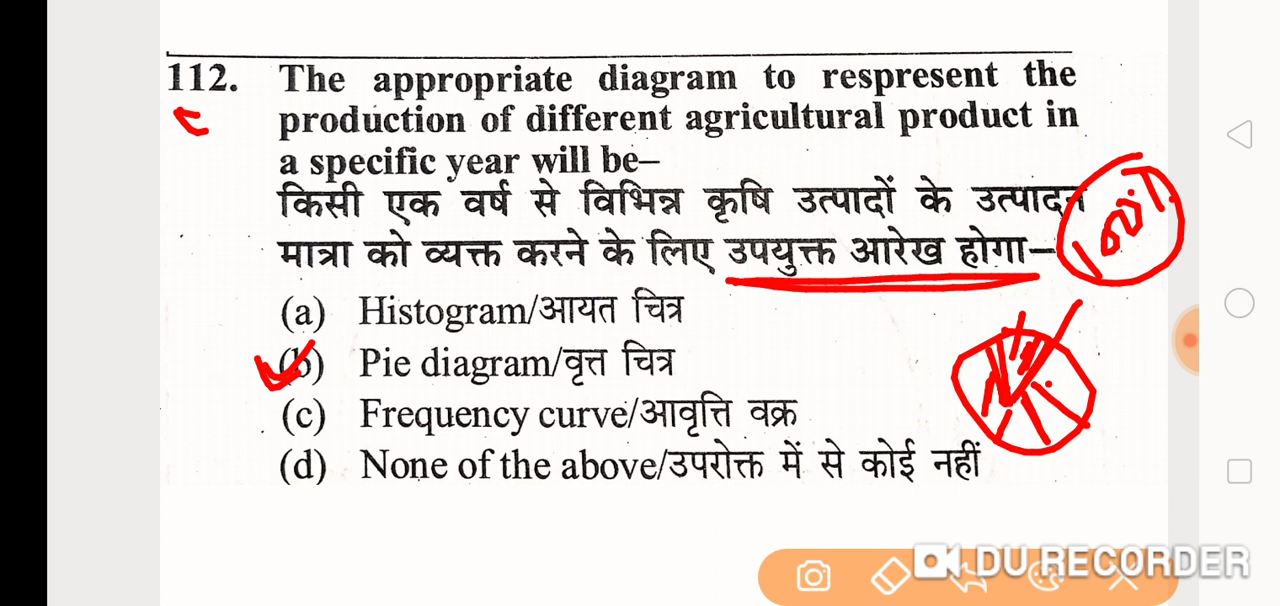 112. The appropriate diagram to respresent the
production of different agricultural product in
a specific year will be–
किसी एक वर्ष से विभिन्न कृषि उत्पादों के उत्पादन
मात्रा को व्यक्त करने के लिए उपयुक्त आरेख होगा–
(a) Histogram/आयत चित्र
(b) Pie diagram/वृत्त चित्र
(c) Frequency curve/आवृत्ति वक्र
(d) None of the above/उपरोक्त में से कोई नहीं
DU RECORDER